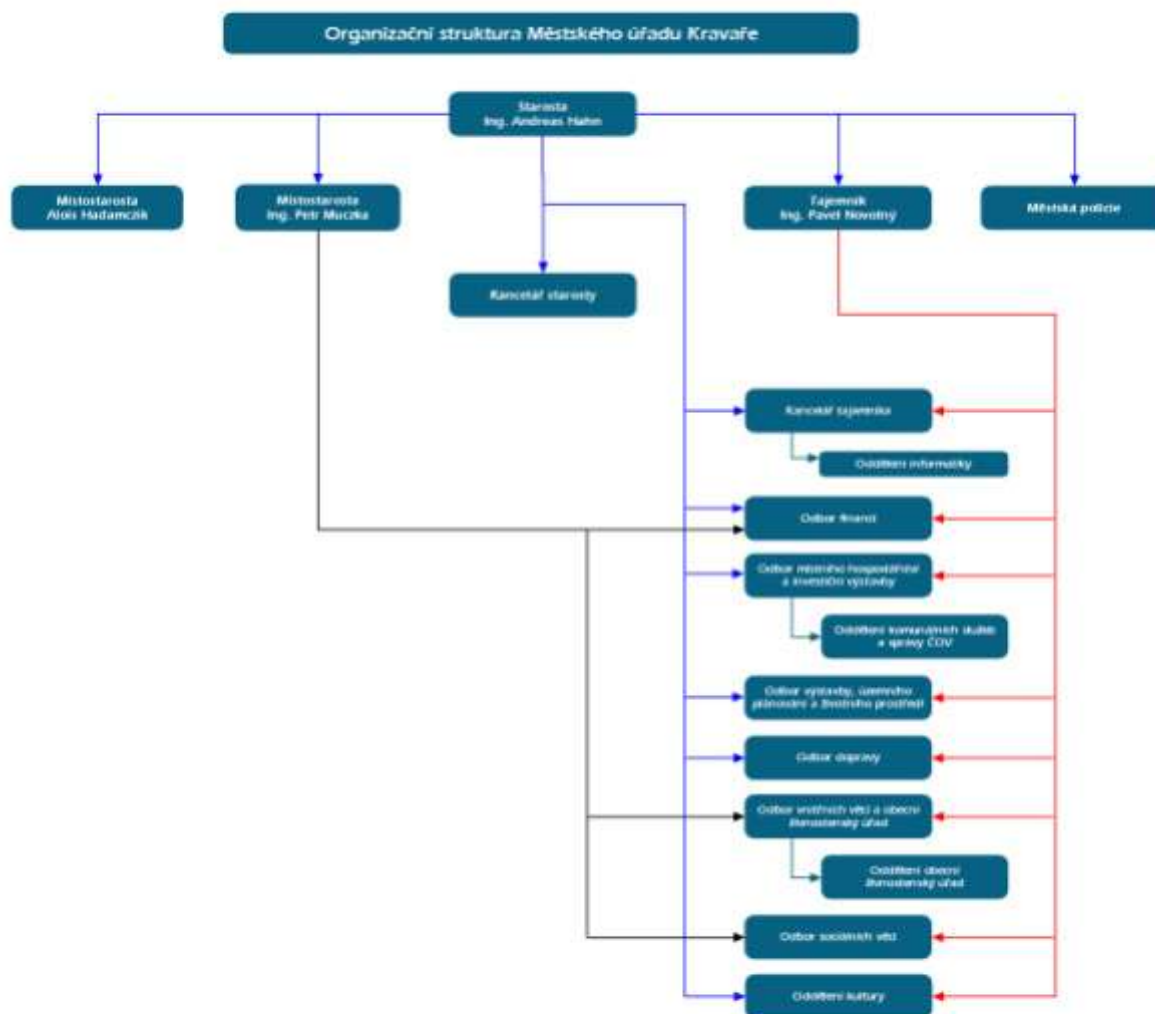 Organizační struktura Městského úřadu Kravaře
Starosta
Ing. Andreas Hahn
Místostarosta
Alois Hadamczik
Místostarosta
Ing. Petr Muczka
Tajemník
Ing. Pavel Novotný
Městská policie
Kancelář starosty
Kancelář tajemníka
Oddělení informatiky
Odbor financí
Odbor místního hospodářství
a investiční výstavby
Oddělení komunálních služeb
a správy ČOV
Odbor výstavby, územního
plánování a životního prostředí
Odbor dopravy
Odbor vnitřních věcí a obecní
živnostenský úřad
Oddělení obecní
živnostenský úřad
Odbor sociálních věcí
Oddělení kultury